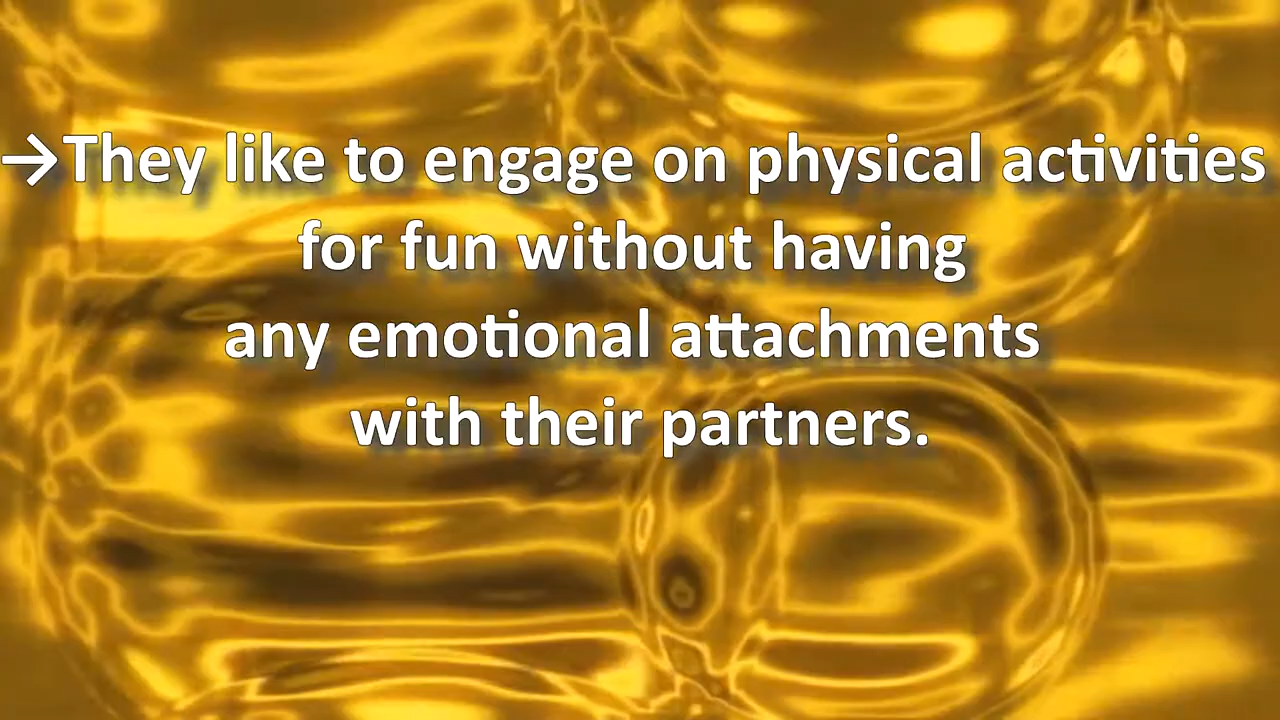 →They like to engage on physical activities
for fun without having
any emotional attachments
with their partners.